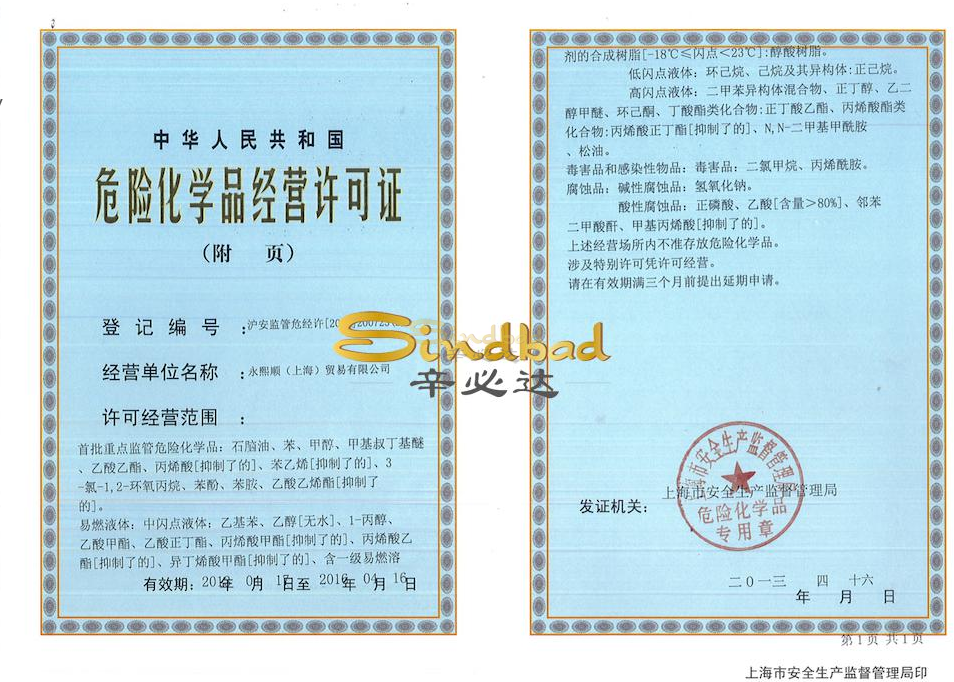 中华人民共和国
危险化学品经营许可证
（附 页）
登 记 编 号 ：沪安监管危经许[20
经营单位名称 ：永熙顺（上海）贸易有限公司
许可经营范围 ：
首批重点监管危险化学品：石脑油、苯、甲醇、甲基叔丁基醚
、乙酸乙酯、丙烯酸[抑制了的]、苯乙烯[抑制了的]、3
-氯-1,2-环氧丙烷、苯酚、苯胺、乙酸乙烯酯[抑制了
的]。
易燃液体：中闪点液体：乙基苯、乙醇[无水]、1-丙醇、
乙酸甲酯、乙酸正丁酯、丙烯酸甲酯[抑制了的]、丙烯酸乙
酯[抑制了的]、异丁烯酸甲酯[抑制了的]、含一级易燃溶
有效期： 年 月 日至 2016 年 04 月 16 日
Sindbad
辛必达
剂的合成树脂[-18℃≤闪点＜23℃]:醇酸树脂。
低闪点液体：环己烷、己烷及其异构体:正己烷。
高闪点液体：二甲苯异构体混合物、正丁醇、乙二
醇甲醚、环己酮、丁酸酯类化合物:正丁酸乙酯、丙烯酸酯类
化合物:丙烯酸正丁酯[抑制了的]、N,N-二甲基甲酰胺
、松油。
毒害品和感染性物品：毒害品：二氯甲烷、丙烯酰胺。
腐蚀品：碱性腐蚀品：氢氧化钠。
酸性腐蚀品：正磷酸、乙酸[含量＞80%]、邻苯
二甲酸酐、甲基丙烯酸[抑制了的]。
上述经营场所内不准存放危险化学品。
涉及特别许可凭许可经营。
请在有效期满三个月前提出延期申请。
上海市安全生产监督管理局
危险化学品
专用章
发证机关： 上海市安全生产监督管理局
二0一三 年 四 月 十六 日
第1页 共1页
上海市安全生产监督管理局印